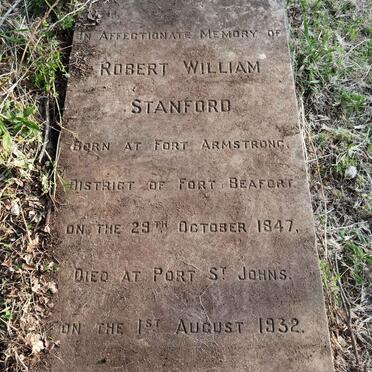 In Affectionate Memory of
Robert William
Stanford
Born at Fort Armstrong.
District of Fort Beafort.
on the 29th October 1847.
Died at Port St Johns.
on the 1st August 1932.